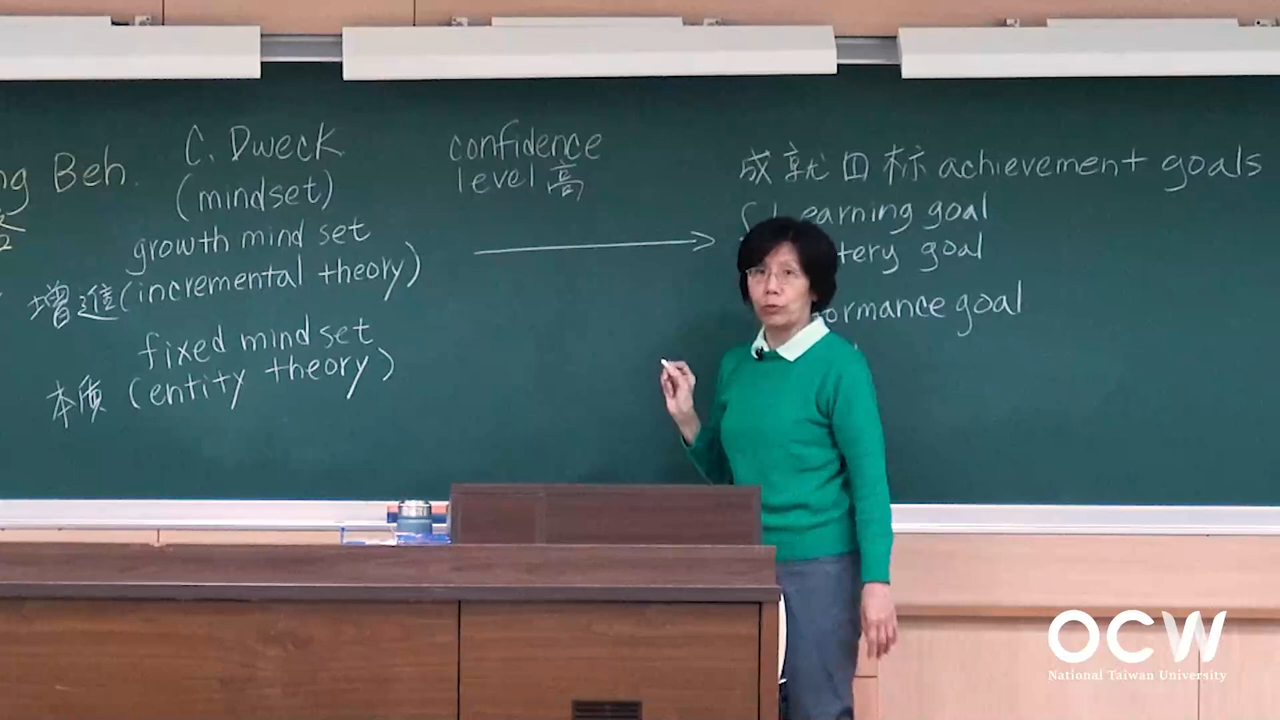 ng Beh.
C. Dweck
(mindset)
growth mind set
增進(incremental theory)
fixed mind set
本质(entity theory)
confidence
level 高
成就目标 achievement goals
earning goal
tery goal
ormance goal
OCW
National Taiwan University